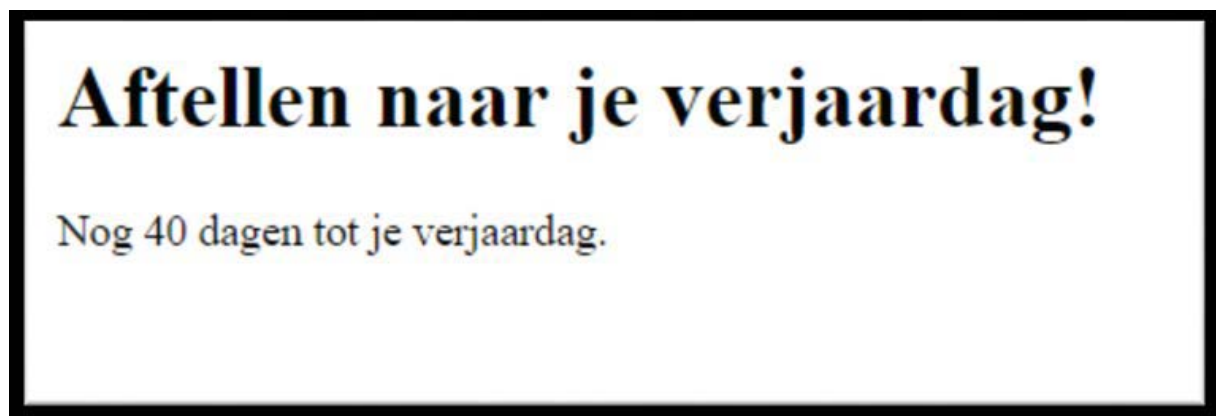 Aftellen naar je verjaardag!
Nog 40 dagen tot je verjaardag.